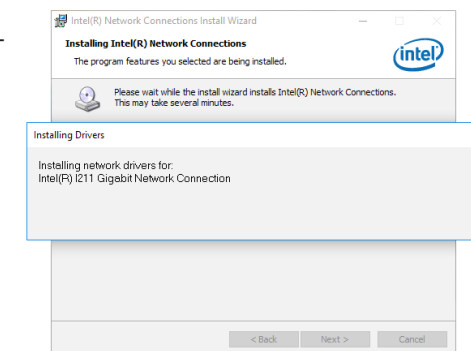 Intel(R) Network Connections Install Wizard
Installing Intel(R) Network Connections
The program features you selected are being installed.
intel
Please wait while the install wizard installs Intel(R) Network Connections.
This may take several minutes.
Installing Drivers
Installing network drivers for:
Intel(R) I211 Gigabit Network Connection
< Back
Next >
Cancel